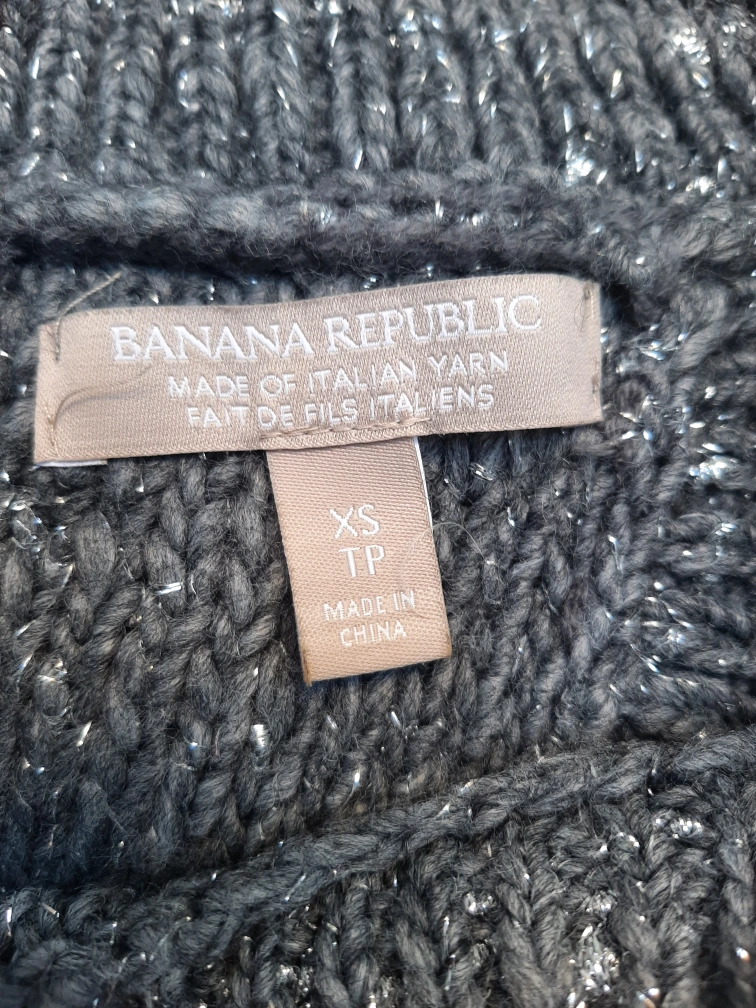 BANANA REPUBLIC
MADE OF ITALIAN YARN
FAIT DE FILS ITALIENS
XS
TP
MADE IN
CHINA